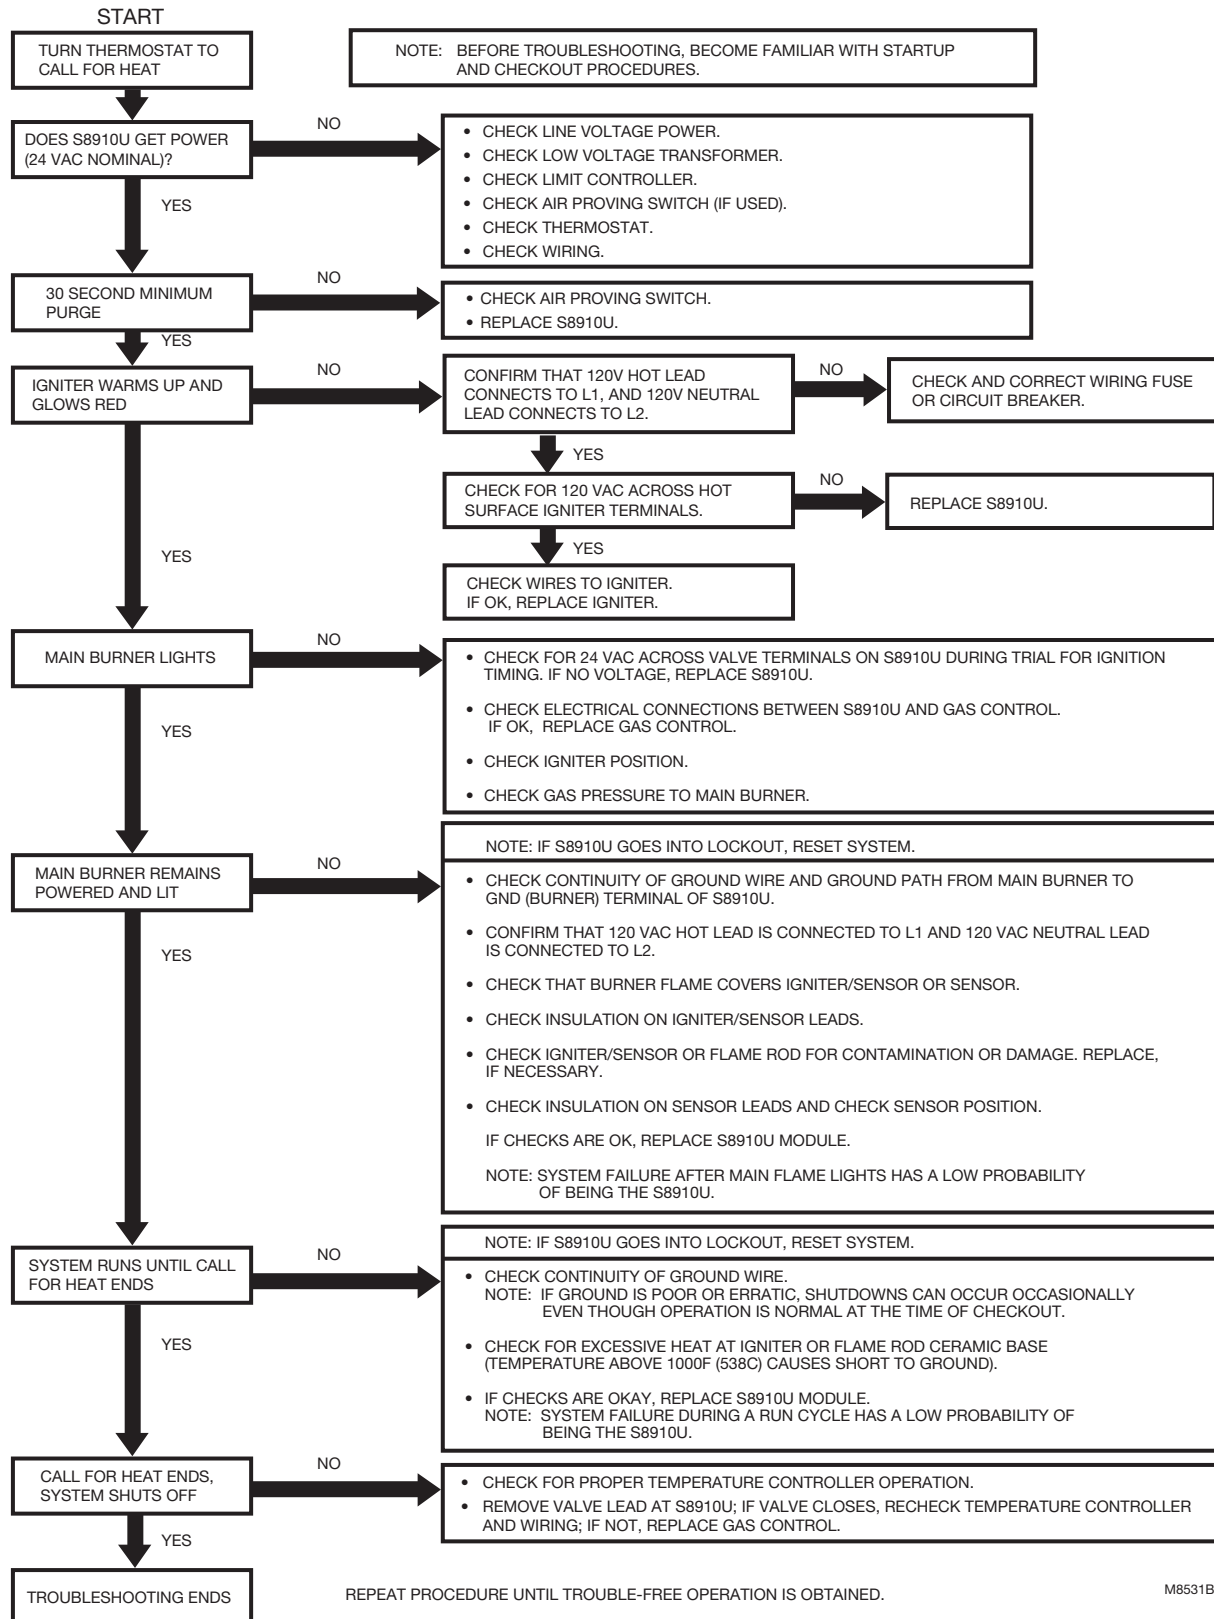 START
TURN THERMOSTAT TO
CALL FOR HEAT
NOTE: BEFORE TROUBLESHOOTING, BECOME FAMILIAR WITH STARTUP
AND CHECKOUT PROCEDURES.
DOES S8910U GET POWER
(24 VAC NOMINAL)?
NO
• CHECK LINE VOLTAGE POWER.
• CHECK LOW VOLTAGE TRANSFORMER.
• CHECK LIMIT CONTROLLER.
• CHECK AIR PROVING SWITCH (IF USED).
• CHECK THERMOSTAT.
• CHECK WIRING.
YES
30 SECOND MINIMUM
PURGE
NO
• CHECK AIR PROVING SWITCH.
• REPLACE S8910U.
YES
IGNITER WARMS UP AND
GLOWS RED
NO
CONFIRM THAT 120V HOT LEAD
CONNECTS TO L1, AND 120V NEUTRAL
LEAD CONNECTS TO L2.
NO
CHECK AND CORRECT WIRING FUSE
OR CIRCUIT BREAKER.
YES
CHECK FOR 120 VAC ACROSS HOT
SURFACE IGNITER TERMINALS.
NO
REPLACE S8910U.
YES
CHECK WIRES TO IGNITER.
IF OK, REPLACE IGNITER.
YES
MAIN BURNER LIGHTS
NO
• CHECK FOR 24 VAC ACROSS VALVE TERMINALS ON S8910U DURING TRIAL FOR IGNITION
TIMING. IF NO VOLTAGE, REPLACE S8910U.
• CHECK ELECTRICAL CONNECTIONS BETWEEN S8910U AND GAS CONTROL.
IF OK, REPLACE GAS CONTROL.
• CHECK IGNITER POSITION.
• CHECK GAS PRESSURE TO MAIN BURNER.
YES
MAIN BURNER REMAINS
POWERED AND LIT
NO
NOTE: IF S8910U GOES INTO LOCKOUT, RESET SYSTEM.
• CHECK CONTINUITY OF GROUND WIRE AND GROUND PATH FROM MAIN BURNER TO
GND (BURNER) TERMINAL OF S8910U.
• CONFIRM THAT 120 VAC HOT LEAD IS CONNECTED TO L1 AND 120 VAC NEUTRAL LEAD
IS CONNECTED TO L2.
• CHECK THAT BURNER FLAME COVERS IGNITER/SENSOR OR SENSOR.
• CHECK INSULATION ON IGNITER/SENSOR LEADS.
• CHECK IGNITER/SENSOR OR FLAME ROD FOR CONTAMINATION OR DAMAGE. REPLACE,
IF NECESSARY.
• CHECK INSULATION ON SENSOR LEADS AND CHECK SENSOR POSITION.
IF CHECKS ARE OK, REPLACE S8910U MODULE.
NOTE: SYSTEM FAILURE AFTER MAIN FLAME LIGHTS HAS A LOW PROBABILITY
OF BEING THE S8910U.
YES
SYSTEM RUNS UNTIL CALL
FOR HEAT ENDS
NO
NOTE: IF S8910U GOES INTO LOCKOUT, RESET SYSTEM.
• CHECK CONTINUITY OF GROUND WIRE.
NOTE: IF GROUND IS POOR OR ERRATIC, SHUTDOWNS CAN OCCUR OCCASIONALLY
EVEN THOUGH OPERATION IS NORMAL AT THE TIME OF CHECKOUT.
• CHECK FOR EXCESSIVE HEAT AT IGNITER OR FLAME ROD CERAMIC BASE
(TEMPERATURE ABOVE 1000F (538C) CAUSES SHORT TO GROUND).
• IF CHECKS ARE OKAY, REPLACE S8910U MODULE.
NOTE: SYSTEM FAILURE DURING A RUN CYCLE HAS A LOW PROBABILITY OF
BEING THE S8910U.
YES
CALL FOR HEAT ENDS,
SYSTEM SHUTS OFF
NO
• CHECK FOR PROPER TEMPERATURE CONTROLLER OPERATION.
• REMOVE VALVE LEAD AT S8910U; IF VALVE CLOSES, RECHECK TEMPERATURE CONTROLLER
AND WIRING; IF NOT, REPLACE GAS CONTROL.
YES
TROUBLESHOOTING ENDS
REPEAT PROCEDURE UNTIL TROUBLE-FREE OPERATION IS OBTAINED.
M8531B